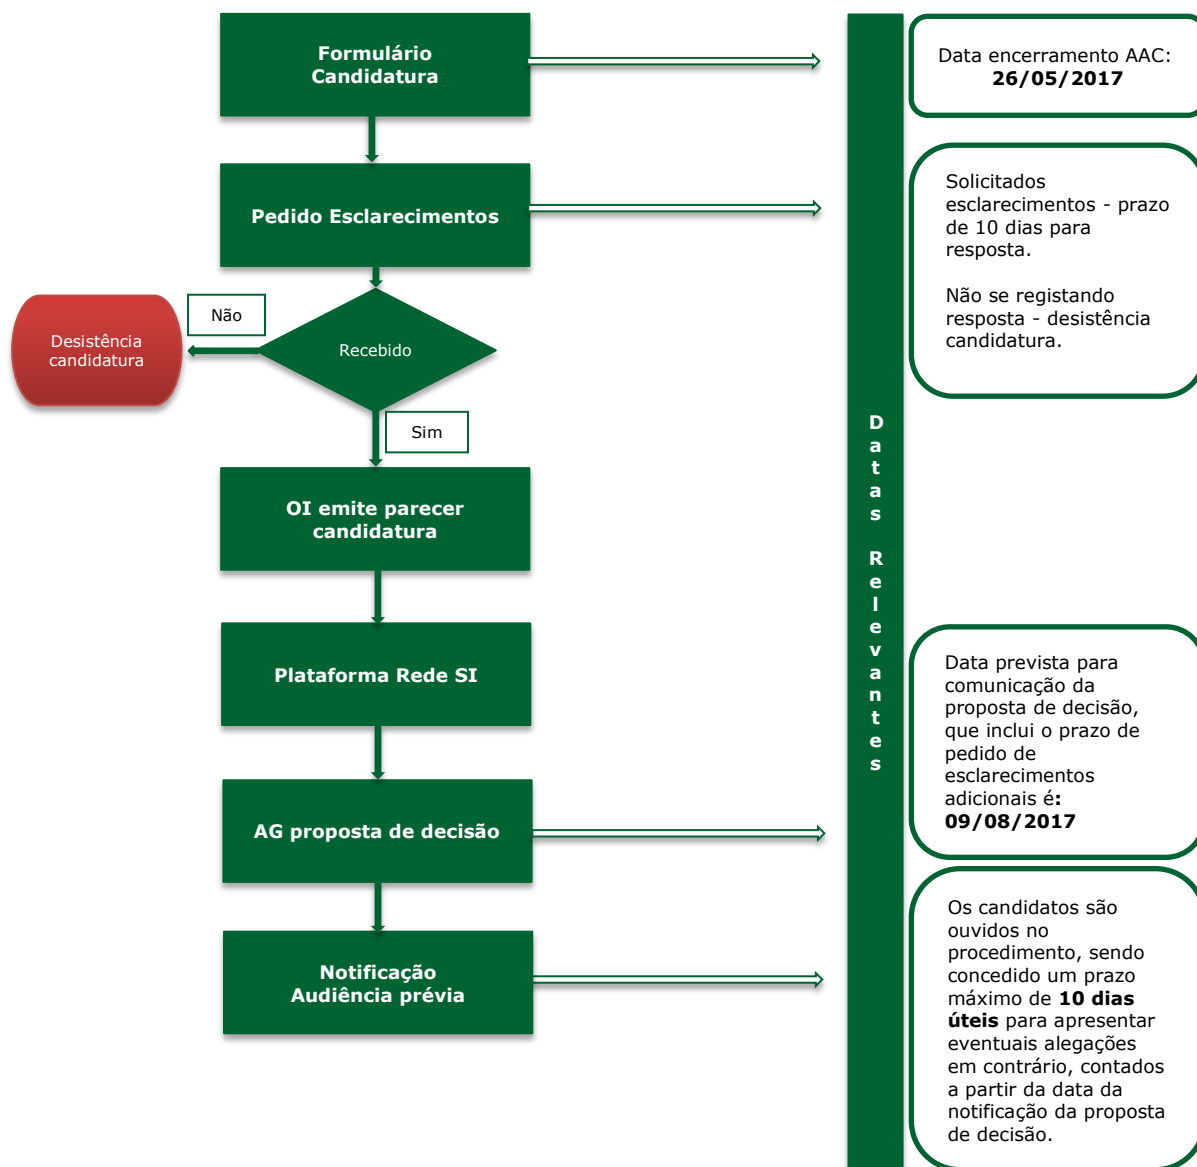 Formulário
Candidatura
Data encerramento AAC:
26/05/2017
Pedido Esclarecimentos
Solicitados
esclarecimentos - prazo
de 10 dias para
resposta.
Não se registando
resposta - desistência
candidatura.
Não
Desistência
candidatura
Recebido
Sim
OI emite parecer
candidatura
Plataforma Rede SI
AG proposta de decisão
Data prevista para
comunicação da
proposta de decisão,
que inclui o prazo de
pedido de
esclarecimentos
adicionais é:
09/08/2017
Notificação
Audiência prévia
Os candidatos são
ouvidos no
procedimento, sendo
concedido um prazo
máximo de 10 dias
úteis para apresentar
eventuais alegações
em contrário, contados
a partir da data da
notificação da proposta
de decisão.
Datas Relevantes